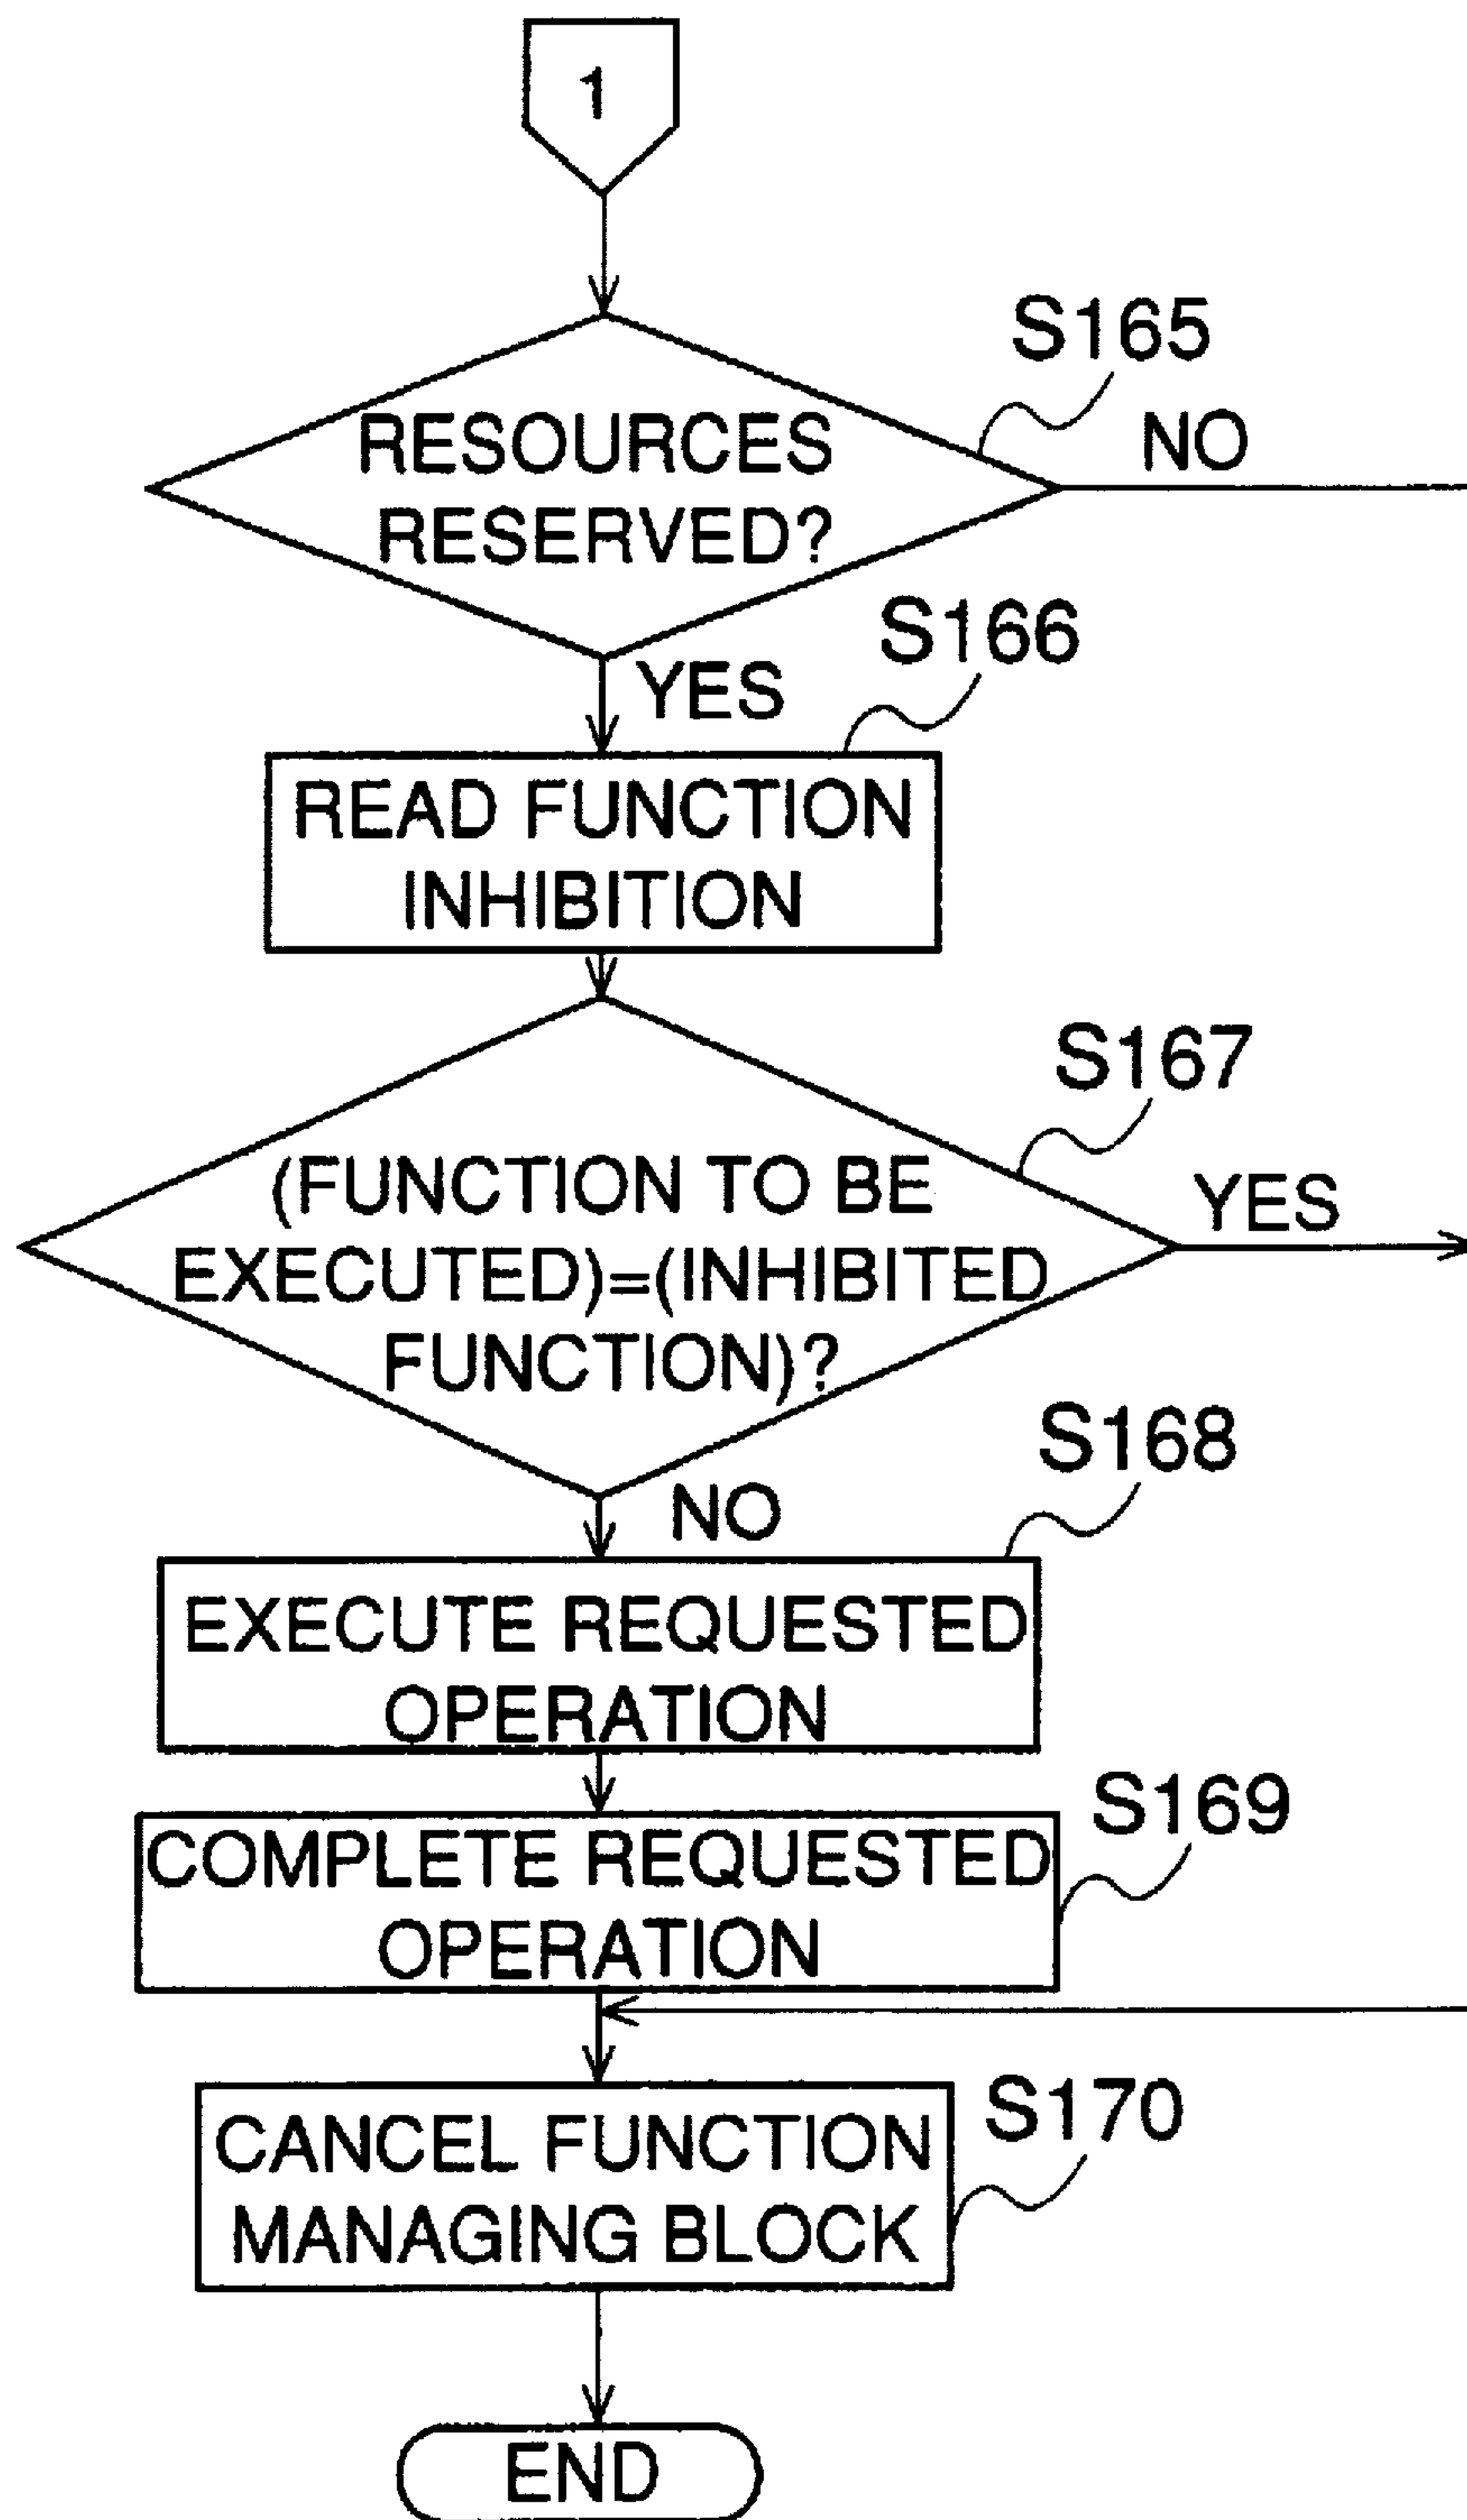 1
S165
RESOURCES
RESERVED?
NO
S166
YES
READ FUNCTION
INHIBITION
S167
(FUNCTION TO BE
EXECUTED)=(INHIBITED
FUNCTION)?
YES
S168
NO
EXECUTE REQUESTED
OPERATION
S169
COMPLETE REQUESTED
OPERATION
S170
CANCEL FUNCTION
MANAGING BLOCK
END